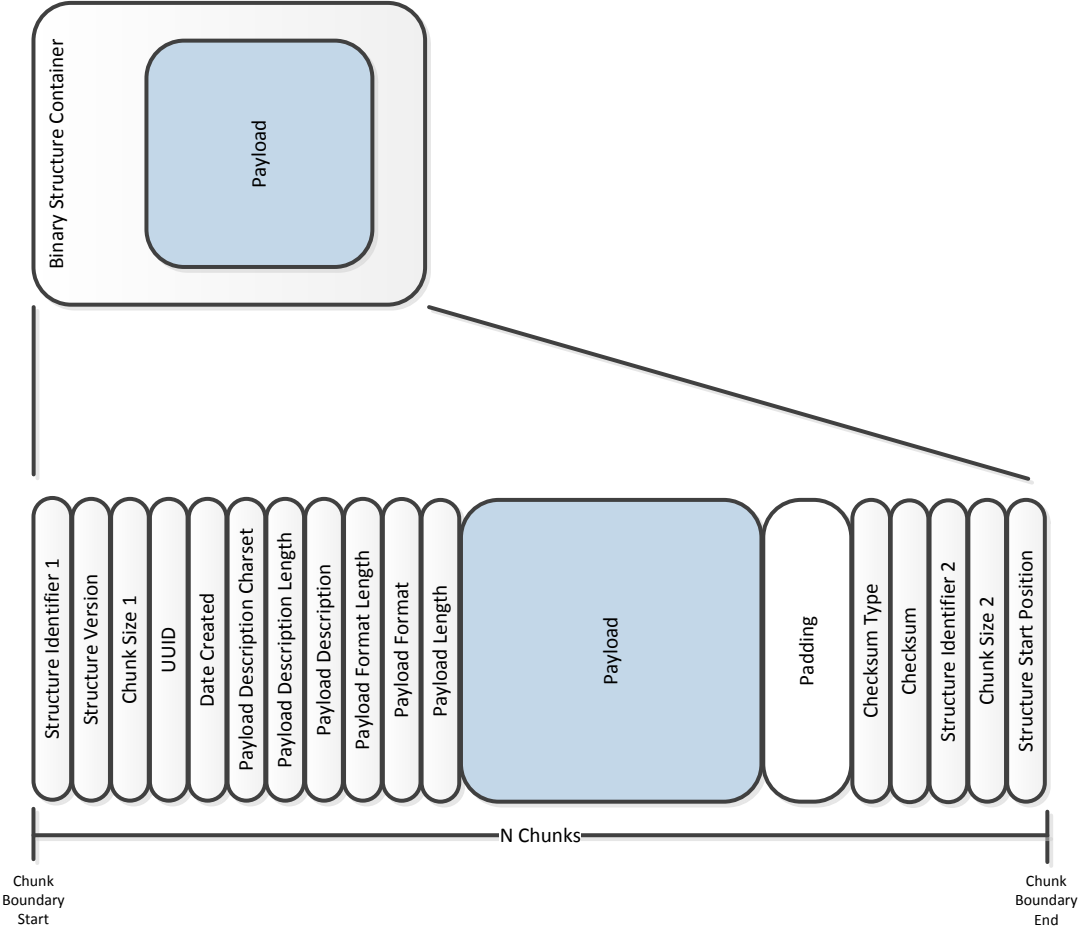 Binary Structure Container
Payload
Structure Identifier 1
Structure Version
Chunk Size 1
UUID
Date Created
Payload Description Charset
Payload Description Length
Payload Description
Payload Format Length
Payload Format
Payload Length
Payload
Padding
Checksum Type
Checksum
Structure Identifier 2
Chunk Size 2
Structure Start Position
N Chunks
Chunk
Boundary
Start
Chunk
Boundary
End